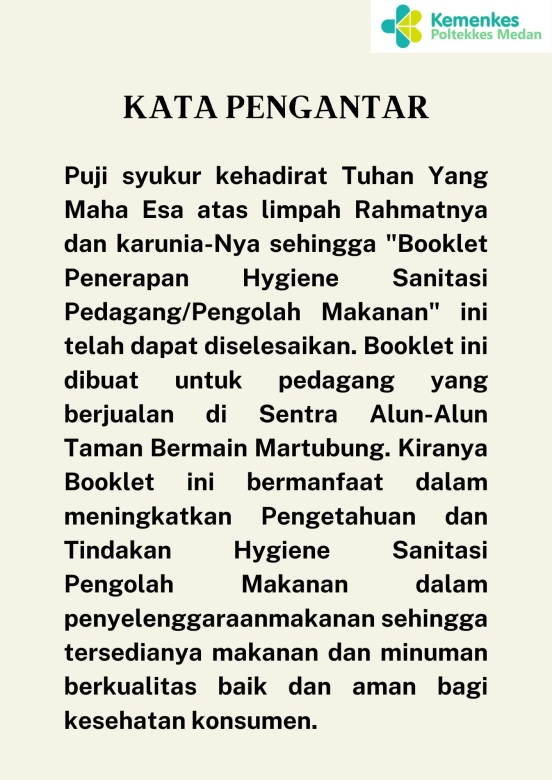 Kemenkes
Poltekkes Medan
KATA PENGANTAR
Puji syukur kehadirat Tuhan Yang
Maha Esa atas limpah Rahmatnya
dan karunia-Nya sehingga "Booklet
Penerapan Hygiene Sanitasi
Pedagang/Pengolah Makanan" ini
telah dapat diselesaikan. Booklet ini
dibuat untuk pedagang yang
berjualan di Sentra Alun-Alun
Taman Bermain Martubung. Kiranya
Booklet ini bermanfaat dalam
meningkatkan Pengetahuan dan
Tindakan Hygiene Sanitasi
Pengolah Makanan dalam
penyelenggaraanmakanan sehingga
tersedianya makanan dan minuman
berkualitas baik dan aman bagi
kesehatan konsumen.